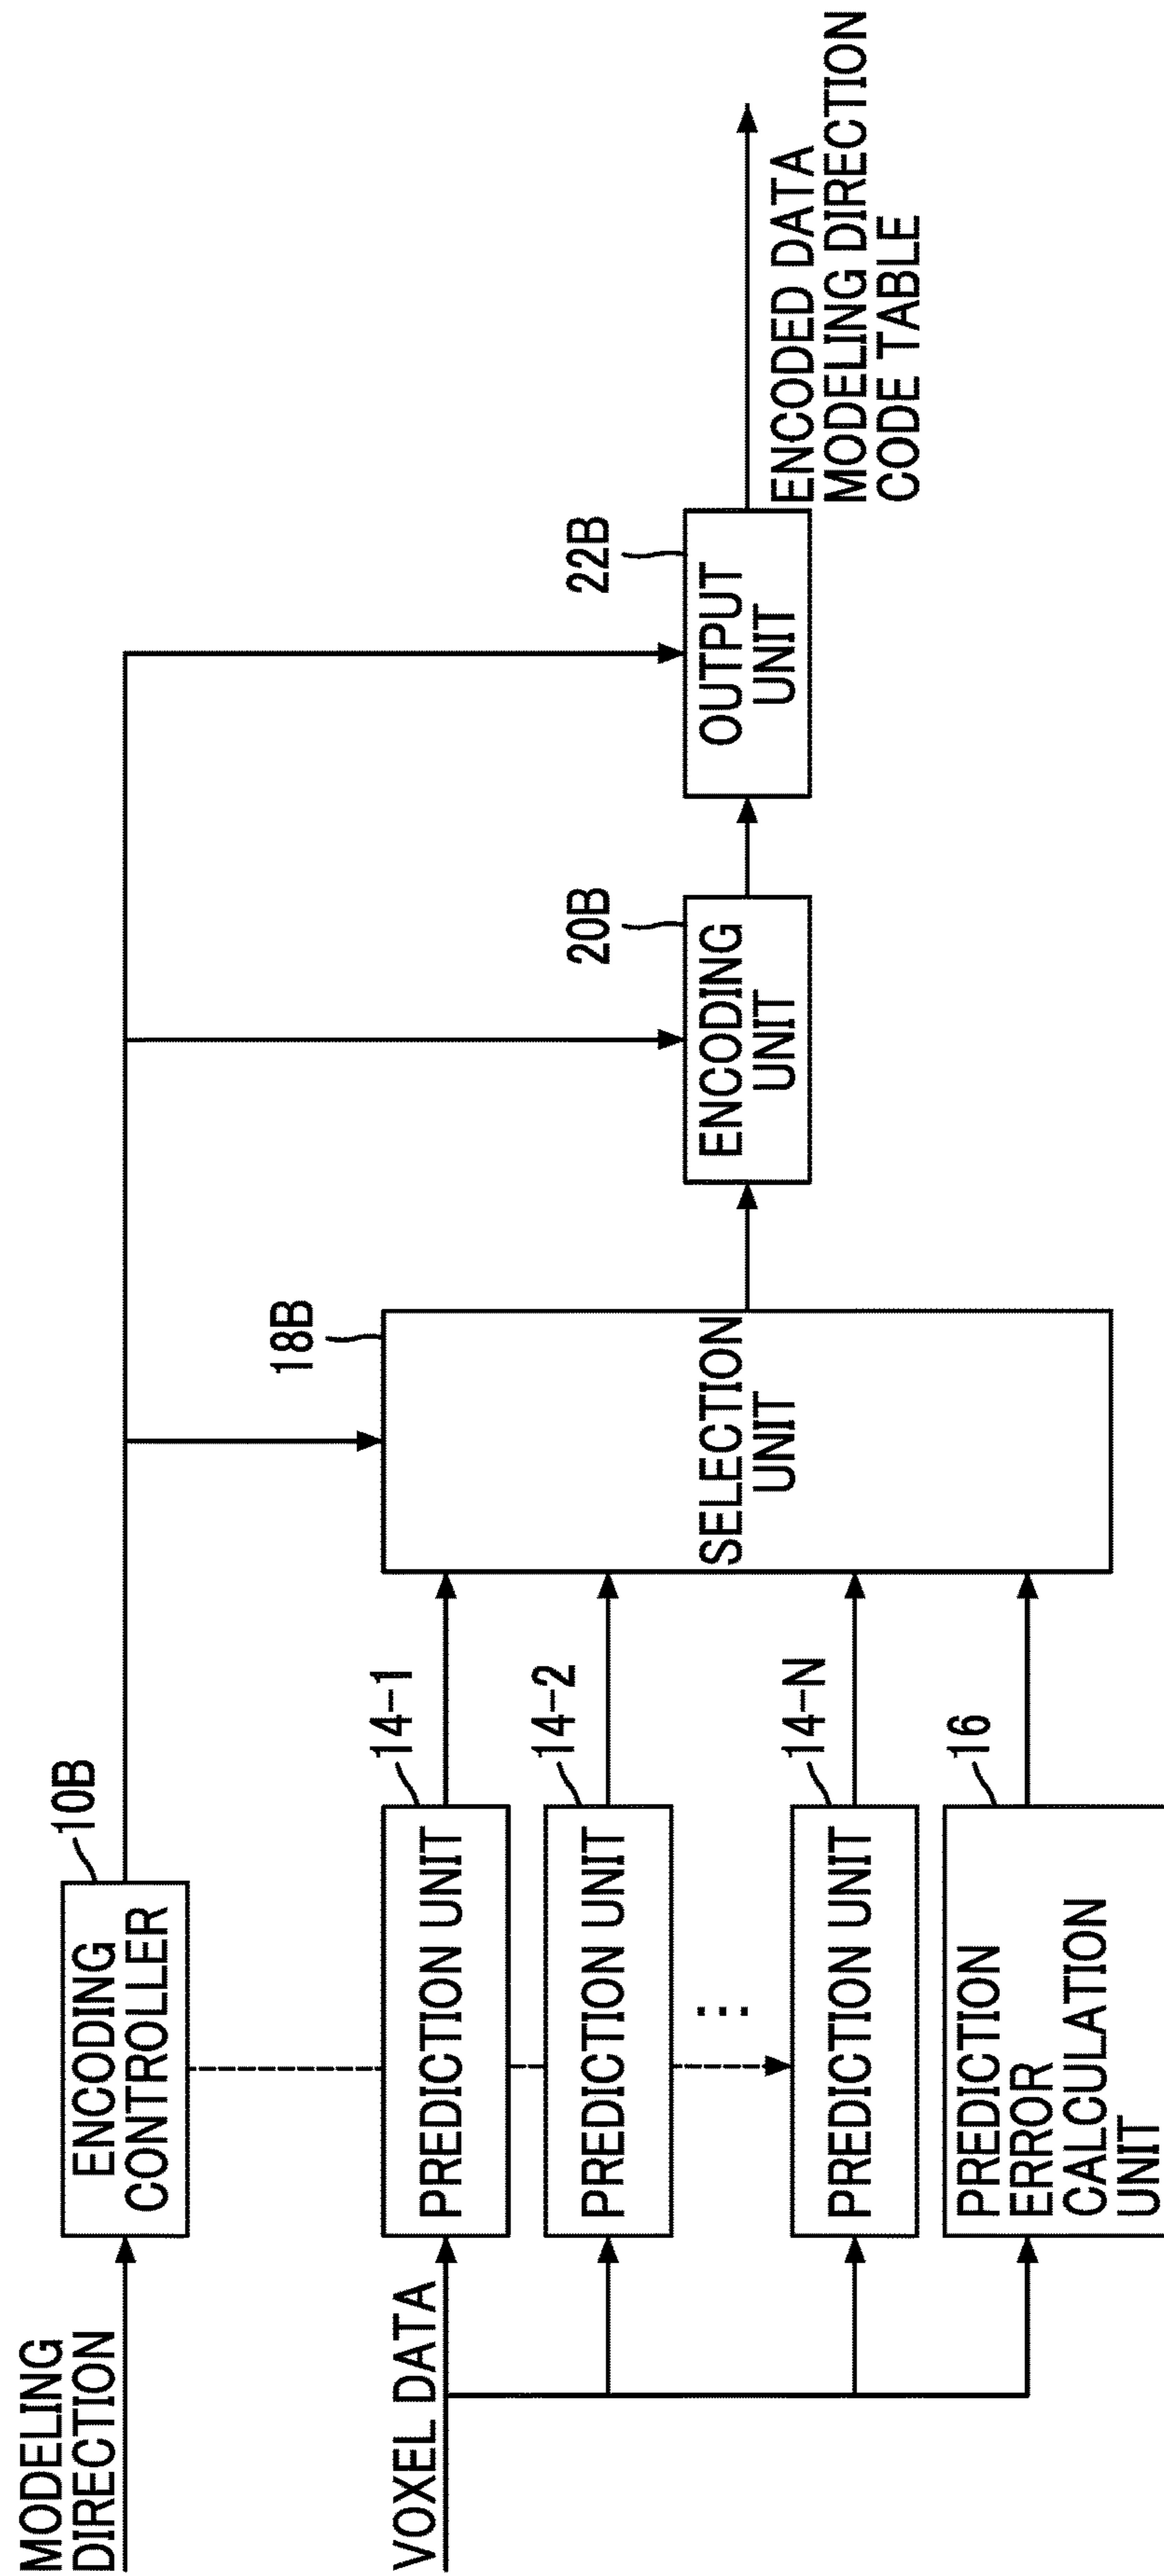 MODELING
DIRECTION
10B
ENCODING
CONTROLLER
VOXEL DATA
14-1
PREDICTION UNIT
14-2
PREDICTION UNIT
...
14-N
PREDICTION UNIT
16
PREDICTION
ERROR
CALCULATION
UNIT
18B
SELECTION
UNIT
20B
ENCODING
UNIT
22B
OUTPUT
UNIT
ENCODED DATA
MODELING DIRECTION
CODE TABLE